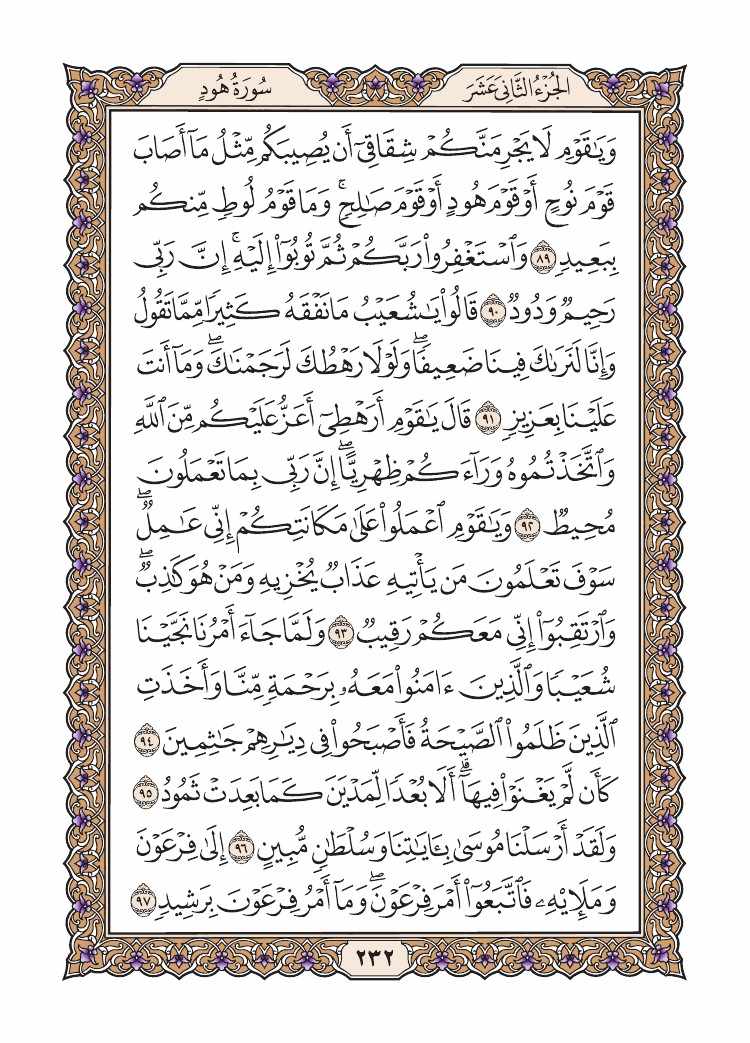 الجُزْءُ الثَّانِي عَشَرَ
سُورَةُ هُودٍ
وَيَٰقَوْمِ لَا يَجْرِمَنَّكُمْ شِقَاقِىٓ أَن يُصِيبَكُم مِّثْلُ مَآ أَصَابَ
قَوْمَ نُوحٍ أَوْ قَوْمَ هُودٍ أَوْ قَوْمَ صَٰلِحٍۚ وَمَا قَوْمُ لُوطٍ مِّنكُم
بِبَعِيدٍ ٨٩ وَٱسْتَغْفِرُوا۟ رَبَّكُمْ ثُمَّ تُوبُوٓا۟ إِلَيْهِۚ إِنَّ رَبِّى
رَحِيمٌ وَدُودٌ ٩٠ قَالُوا۟ يَٰشُعَيْبُ مَا نَفْقَهُ كَثِيرًا مِّمَّا تَقُولُ
وَإِنَّا لَنَرَىٰكَ فِينَا ضَعِيفًاۖ وَلَوْلَا رَهْطُكَ لَرَجَمْنَٰكَۖ وَمَآ أَنتَ
عَلَيْنَا بِعَزِيزٍ ٩١ قَالَ يَٰقَوْمِ أَرَهْطِىٓ أَعَزُّ عَلَيْكُم مِّنَ ٱللَّهِ
وَٱتَّخَذْتُمُوهُ وَرَآءَكُمْ ظِهْرِيًّاۖ إِنَّ رَبِّى بِمَا تَعْمَلُونَ
مُحِيطٌ ٩٢ وَيَٰقَوْمِ ٱعْمَلُوا۟ عَلَىٰ مَكَانَتِكُمْ إِنِّى عَٰمِلٌۖ
سَوْفَ تَعْلَمُونَ مَن يَأْتِيهِ عَذَابٌ يُخْزِيهِ وَمَنْ هُوَ كَٰذِبٌۖ
وَٱرْتَقِبُوٓا۟ إِنِّى مَعَكُمْ رَقِيبٌ ٩٣ وَلَمَّا جَآءَ أَمْرُنَا نَجَّيْنَا
شُعَيْبًا وَٱلَّذِينَ ءَامَنُوا۟ مَعَهُۥ بِرَحْمَةٍ مِّنَّا وَأَخَذَتِ
ٱلَّذِينَ ظَلَمُوا۟ ٱلصَّيْحَةُ فَأَصْبَحُوا۟ فِى دِيَٰرِهِمْ جَٰثِمِينَ ٩٤
كَأَن لَّمْ يَغْنَوْا۟ فِيهَآۗ أَلَا بُعْدًا لِّمَدْيَنَ كَمَا بَعِدَتْ ثَمُودُ ٩٥
وَلَقَدْ أَرْسَلْنَا مُوسَىٰ بِـَٔايَٰتِنَا وَسُلْطَٰنٍ مُّبِينٍ ٩٦ إِلَىٰ فِرْعَوْنَ
وَمَلَإِي۟هِۦ فَٱتَّبَعُوٓا۟ أَمْرَ فِرْعَوْنَۖ وَمَآ أَمْرُ فِرْعَوْنَ بِرَشِيدٍ ٩٧
٢٣٢